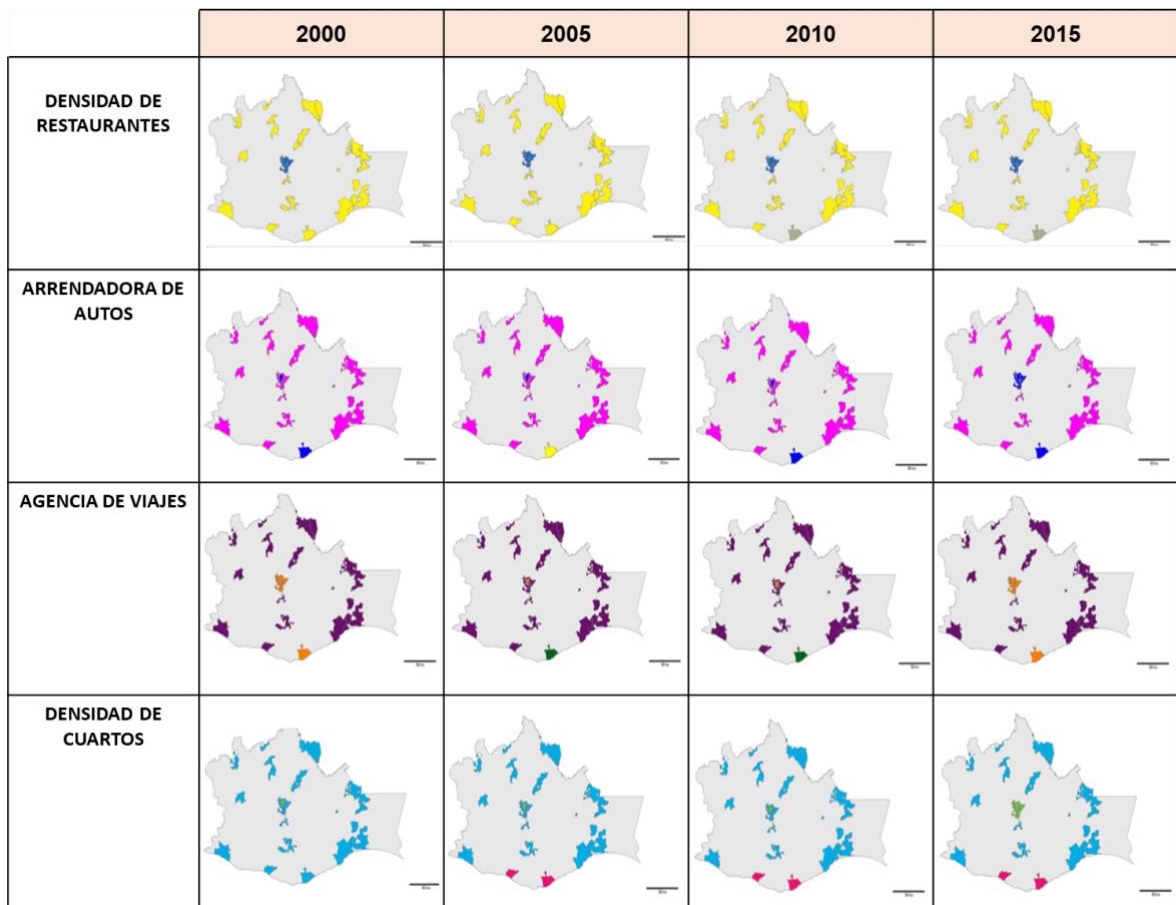 2000 2005 2010 2015
DENSIDAD DE
RESTAURANTES
ARRENDADORA DE
AUTOS
AGENCIA DE VIAJES
DENSIDAD DE
CUARTOS